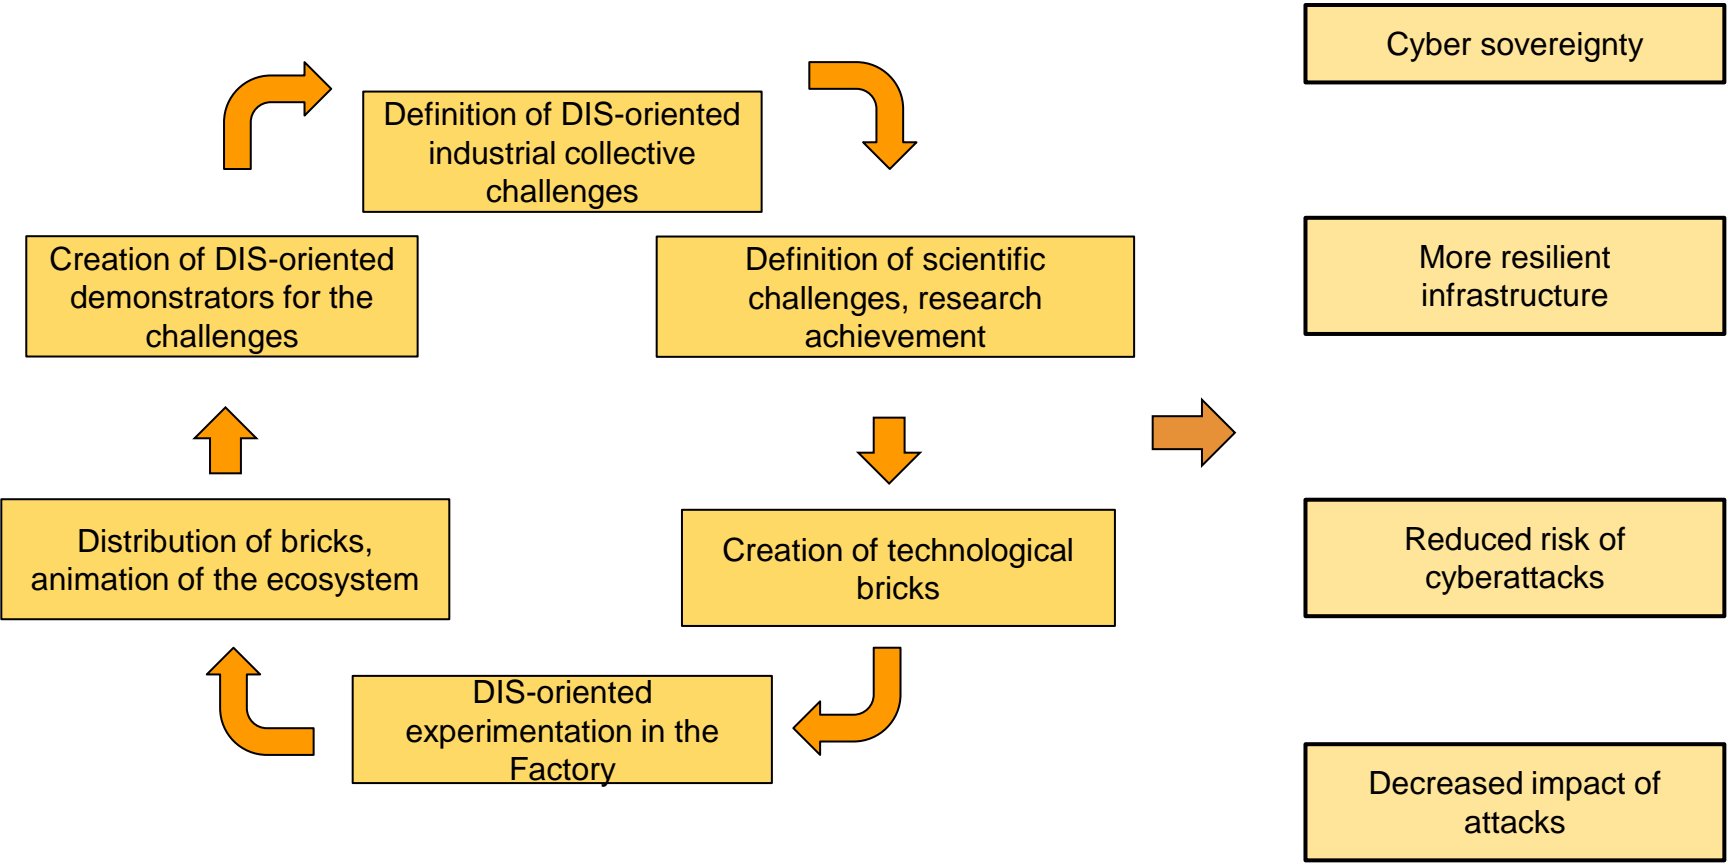 Cyber sovereignty
Definition of DIS-oriented
industrial collective
challenges
Creation of DIS-oriented
demonstrators for the
challenges
Definition of scientific
challenges, research
achievement
More resilient
infrastructure
Distribution of bricks,
animation of the ecosystem
Creation of technological
bricks
Reduced risk of
cyberattacks
DIS-oriented
experimentation in the
Factory
Decreased impact of
attacks